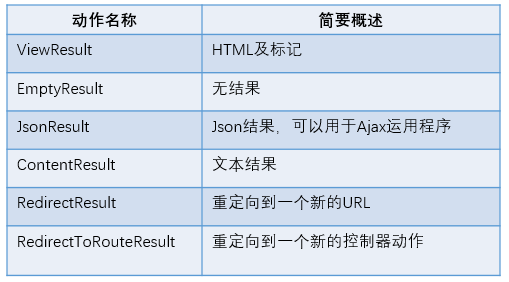 动作名称 简要概述
ViewResult HTML及标记
EmptyResult 无结果
JsonResult Json结果，可以用于Ajax运用程序
ContentResult 文本结果
RedirectResult 重定向到一个新的URL
RedirectToRouteResult 重定向到一个新的控制器动作